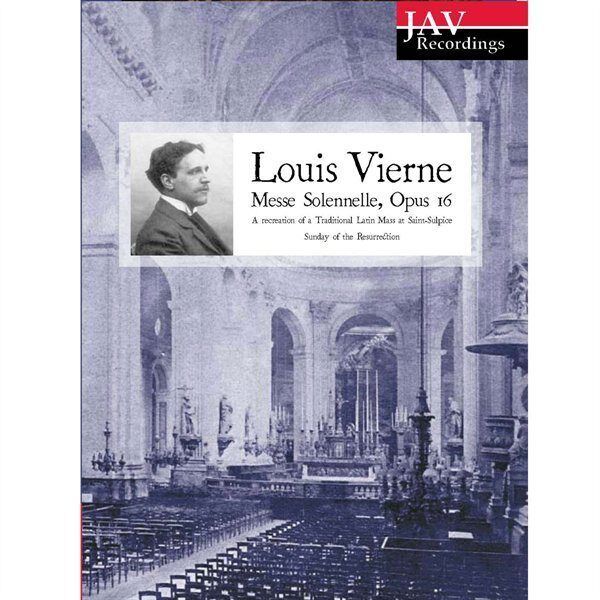 JAV
Recordings
Louis Vierne
Messe Solennelle, Opus 16
A recreation of a Traditional Latin Mass at Saint-Sulpice
Sunday of the Resurrection